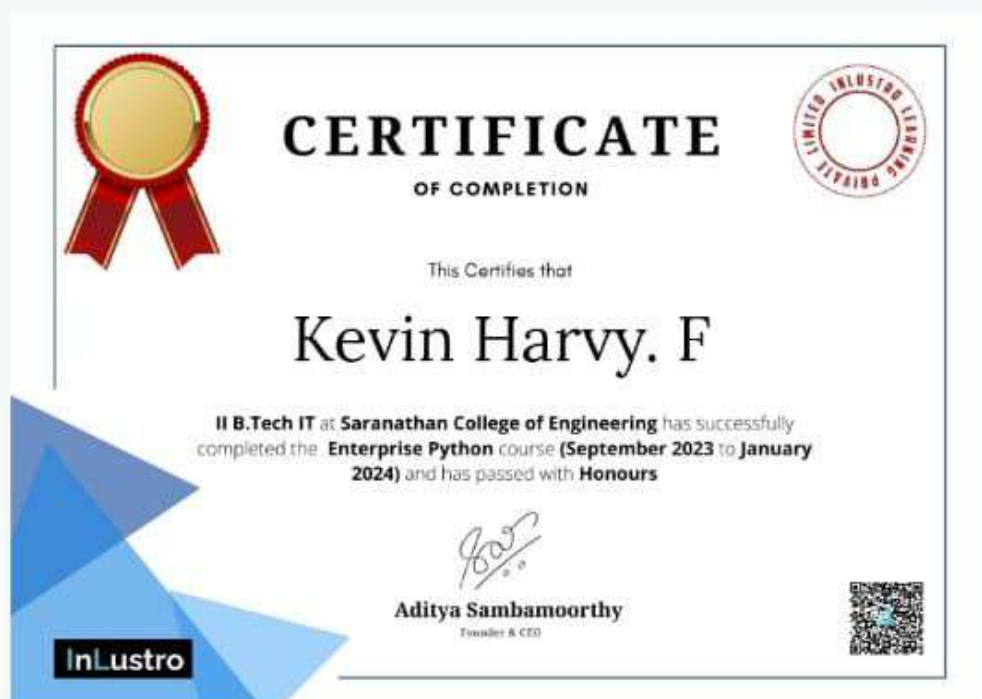 CERTIFICATE
OF COMPLETION
INLUSTRO LEARNING PRIVATE LIMITED
This Certifies that
Kevin Harvy. F
II B.Tech IT at Saranathan College of Engineering has successfully
completed the Enterprise Python course (September 2023 to January
2024) and has passed with Honours
Aditya Sambamoorthy
Founder & CEO
InLustro